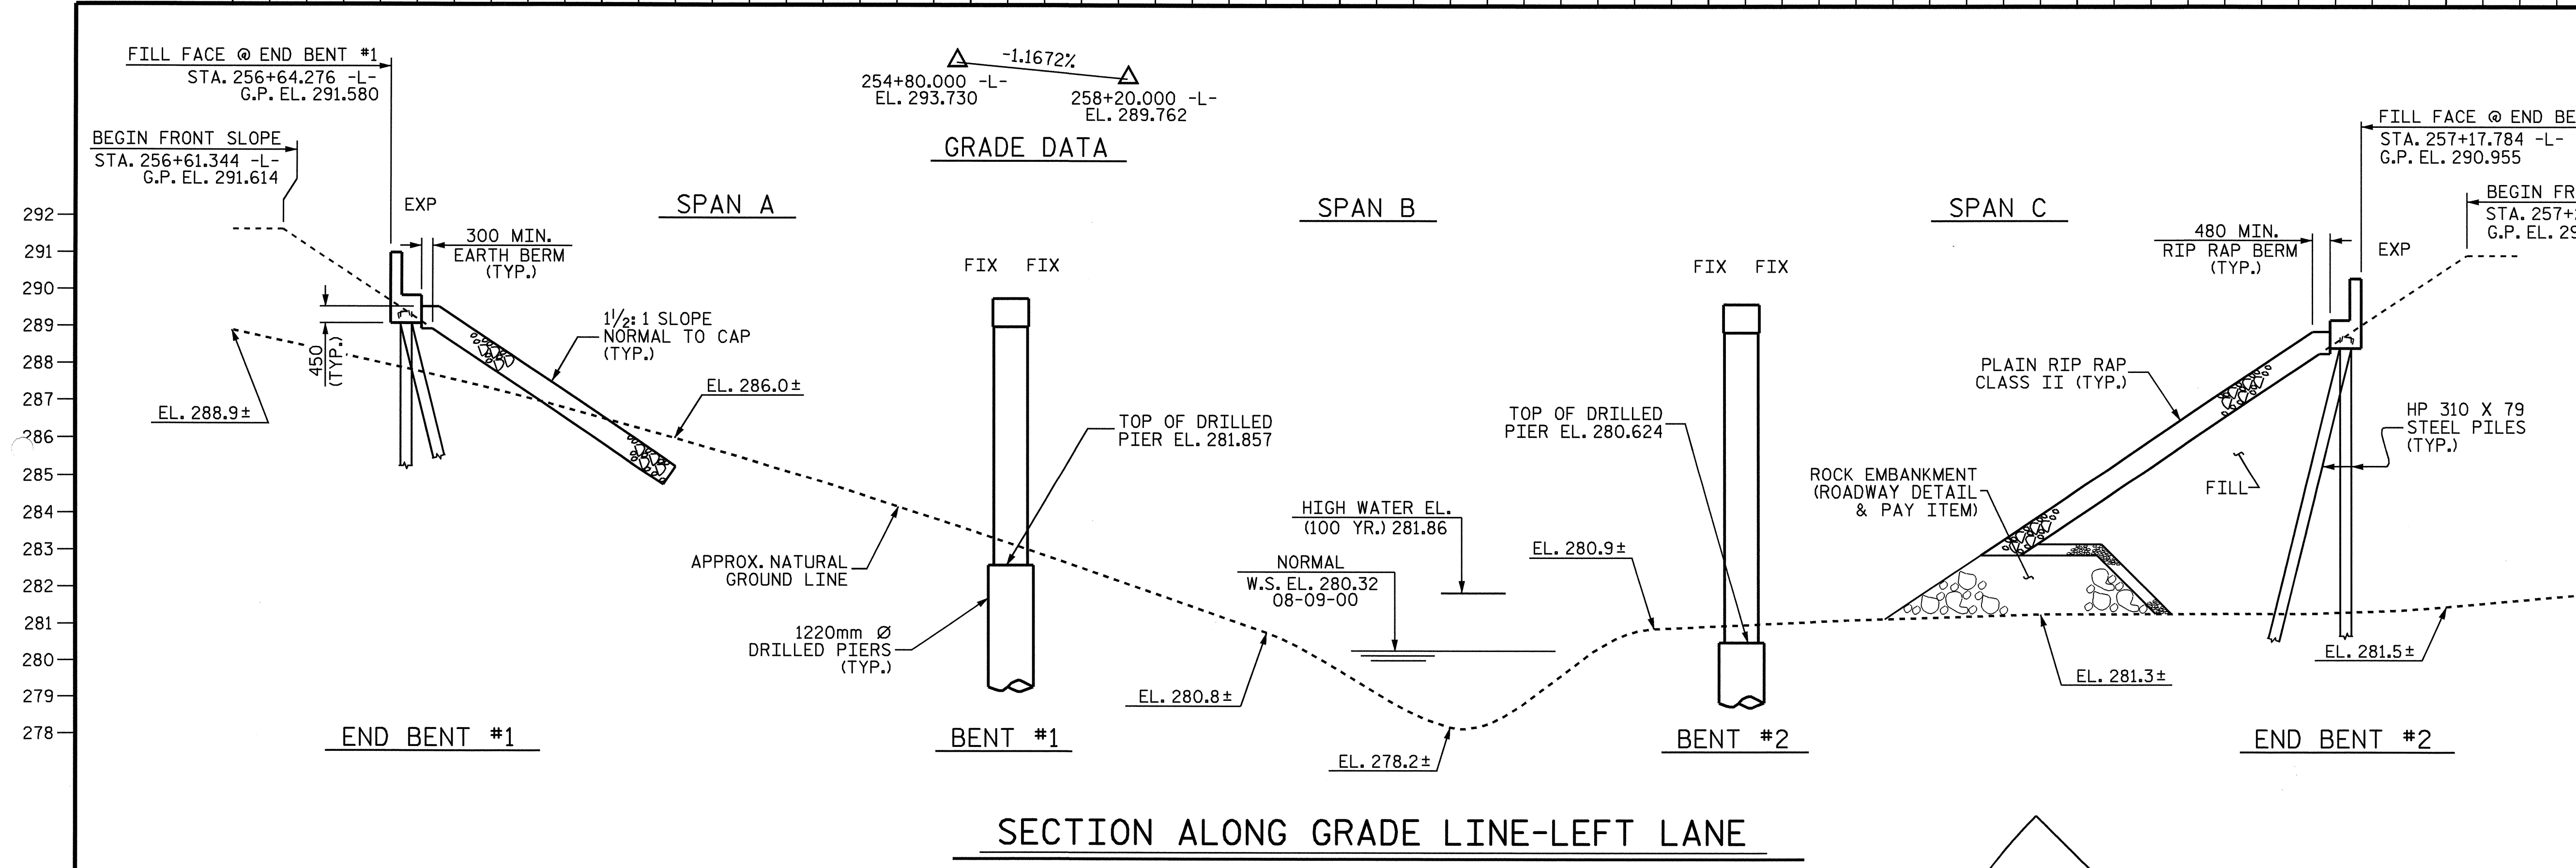 FILL FACE @ END BENT #1
STA. 256+64.276 -L-
G.P. EL. 291.580
BEGIN FRONT SLOPE
STA. 256+61.344 -L-
G.P. EL. 291.614
-1.1672%
254+80.000 -L-
EL. 293.730
258+20.000 -L-
EL. 289.762
GRADE DATA
FILL FACE @ END BE
STA. 257+17.784 -L-
G.P. EL. 290.955
BEGIN FR
STA. 257+
G.P. EL. 29
SPAN A
SPAN B
SPAN C
292
291
290
289
288
287
286
285
284
283
282
281
280
279
278
EXP
300 MIN.
EARTH BERM
(TYP.)
450
(TYP.)
1 1/2: 1 SLOPE
NORMAL TO CAP
(TYP.)
EL. 288.9±
EL. 286.0±
FIX FIX
TOP OF DRILLED
PIER EL. 281.857
APPROX. NATURAL
GROUND LINE
1220mm Ø
DRILLED PIERS
(TYP.)
HIGH WATER EL.
(100 YR.) 281.86
NORMAL
W.S. EL. 280.32
08-09-00
EL. 280.8±
EL. 278.2±
EL. 280.9±
FIX FIX
TOP OF DRILLED
PIER EL. 280.624
480 MIN.
RIP RAP BERM
(TYP.)
EXP
PLAIN RIP RAP
CLASS II (TYP.)
HP 310 X 79
STEEL PILES
(TYP.)
ROCK EMBANKMENT
(ROADWAY DETAIL
& PAY ITEM)
FILL
EL. 281.3±
EL. 281.5±
END BENT #1
BENT #1
BENT #2
END BENT #2
SECTION ALONG GRADE LINE-LEFT LANE